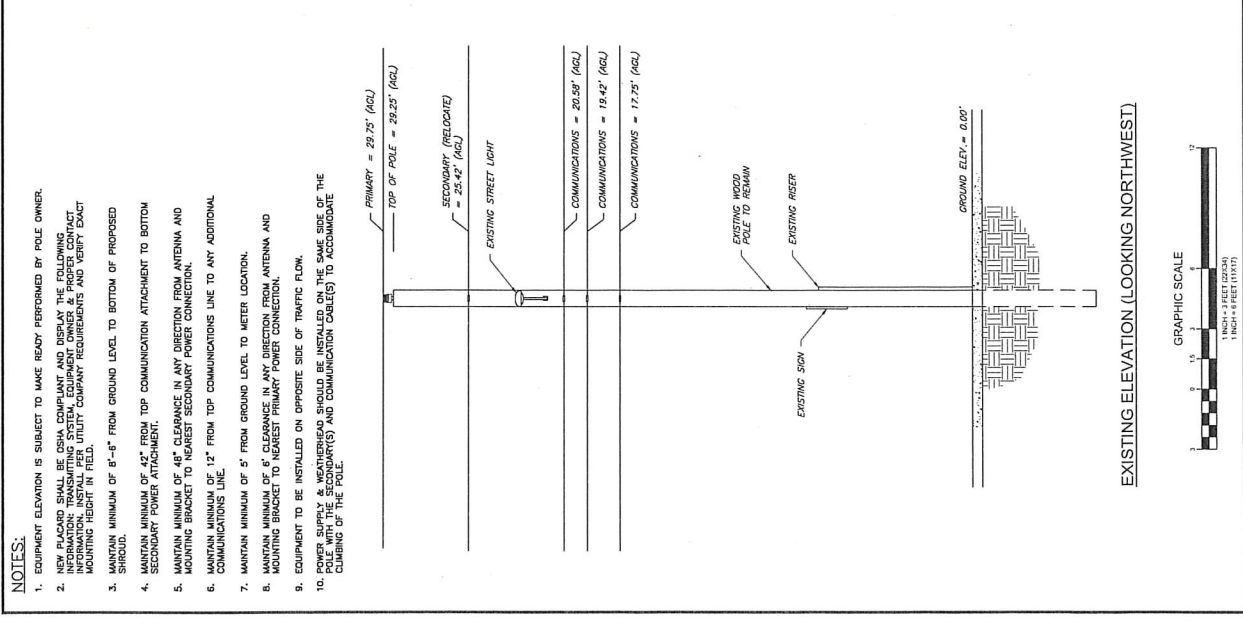 NOTES:
1. EQUIPMENT ELEVATION IS SUBJECT TO MAKE READY PERFORMED BY POLE OWNER.
2. NEW PLACARD SHALL BE OSHA COMPLIANT AND DISPLAY THE FOLLOWING
INFORMATION: TRANSMITTING SYSTEM, EQUIPMENT OWNER & PROPER CONTACT
INFORMATION. INSTALL PER UTILITY COMPANY REQUIREMENTS AND VERIFY EXACT
MOUNTING HEIGHT IN FIELD.
3. MAINTAIN MINIMUM OF 8'-6" FROM GROUND LEVEL TO BOTTOM OF PROPOSED
SHROUD.
4. MAINTAIN MINIMUM OF 42" FROM TOP COMMUNICATION ATTACHMENT TO BOTTOM
SECONDARY POWER ATTACHMENT.
5. MAINTAIN MINIMUM OF 48" CLEARANCE IN ANY DIRECTION FROM ANTENNA AND
MOUNTING BRACKET TO NEAREST SECONDARY POWER CONNECTION.
6. MAINTAIN MINIMUM OF 12" FROM TOP COMMUNICATIONS LINE TO ANY ADDITIONAL
COMMUNICATIONS LINE.
7. MAINTAIN MINIMUM OF 5' FROM GROUND LEVEL TO METER LOCATION.
8. MAINTAIN MINIMUM OF 6' CLEARANCE IN ANY DIRECTION FROM ANTENNA AND
MOUNTING BRACKET TO NEAREST PRIMARY POWER CONNECTION.
9. EQUIPMENT TO BE INSTALLED ON OPPOSITE SIDE OF TRAFFIC FLOW.
10. POWER SUPPLY & WEATHERHEAD SHOULD BE INSTALLED ON THE SAME SIDE OF THE
POLE WITH THE SECONDARY(S) AND COMMUNICATION CABLE(S) TO ACCOMMODATE
CLIMBING OF THE POLE.
PRIMARY = 29.75' (AGL)
TOP OF POLE = 29.25' (AGL)
SECONDARY (RELOCATE)
= 25.42' (AGL)
EXISTING STREET LIGHT
COMMUNICATIONS = 20.58' (AGL)
COMMUNICATIONS = 19.42' (AGL)
COMMUNICATIONS = 17.75' (AGL)
EXISTING WOOD
POLE TO REMAIN
EXISTING RISER
EXISTING SIGN
GROUND ELEV.= 0.00'
EXISTING ELEVATION (LOOKING NORTHWEST)
GRAPHIC SCALE
3 0 1.5 3 6 12
1 INCH = 3 FEET (22X34)
1 INCH = 6 FEET (11X17)